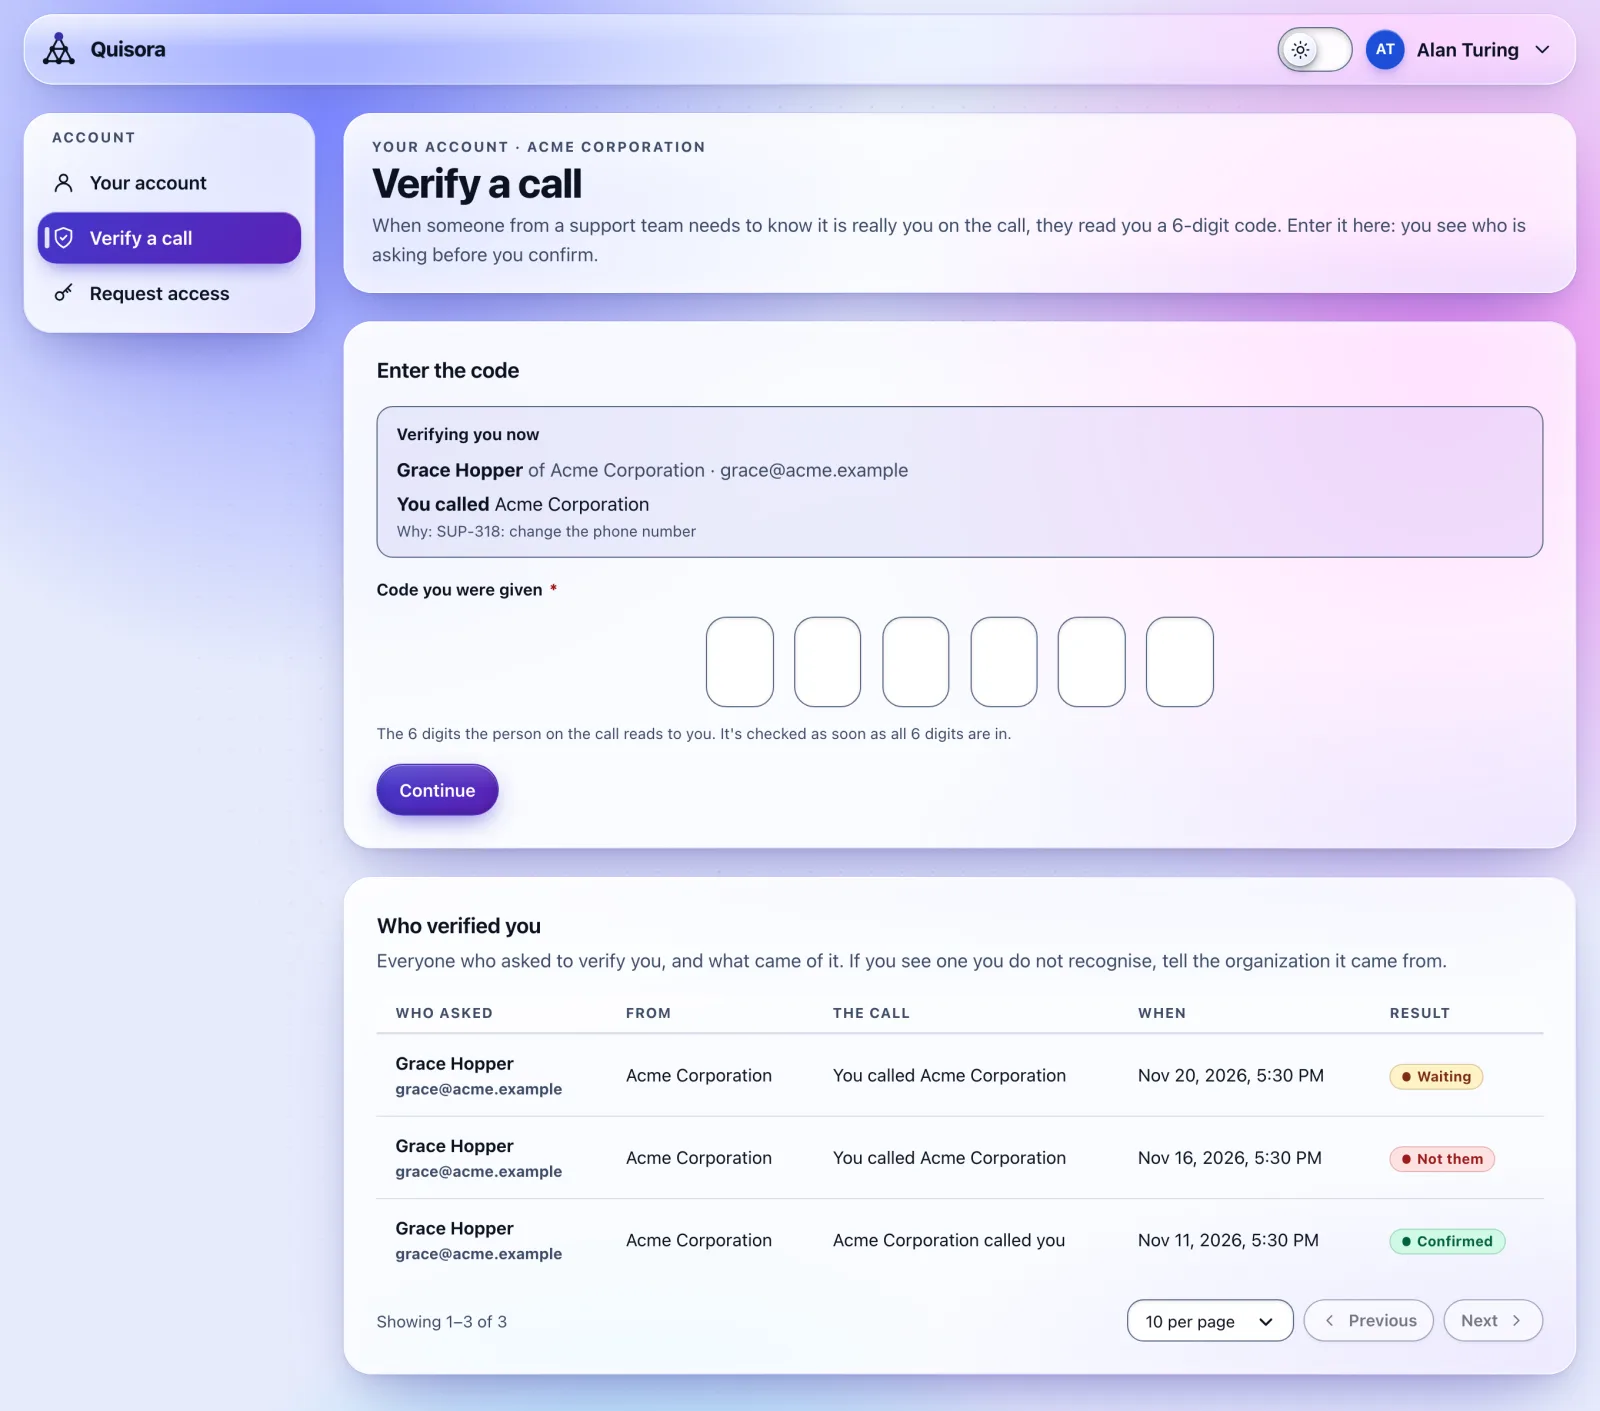 Quisora
AT
Alan Turing
ACCOUNT
Your account
Verify a call
Request access
YOUR ACCOUNT · ACME CORPORATION
Verify a call
When someone from a support team needs to know it is really you on the call, they read you a 6-digit code. Enter it here: you see who is
asking before you confirm.
Enter the code
Verifying you now
Grace Hopper of Acme Corporation · grace@acme.example
You called Acme Corporation
Why: SUP-318: change the phone number
Code you were given *
The 6 digits the person on the call reads to you. It's checked as soon as all 6 digits are in.
Continue
Who verified you
Everyone who asked to verify you, and what came of it. If you see one you do not recognise, tell the organization it came from.
WHO ASKED FROM THE CALL WHEN RESULT
Grace Hopper
grace@acme.example
Acme Corporation You called Acme Corporation Nov 20, 2026, 5:30 PM Waiting
Grace Hopper
grace@acme.example
Acme Corporation You called Acme Corporation Nov 16, 2026, 5:30 PM Not them
Grace Hopper
grace@acme.example
Acme Corporation Acme Corporation called you Nov 11, 2026, 5:30 PM Confirmed
Showing 1–3 of 3
10 per page
Previous
Next